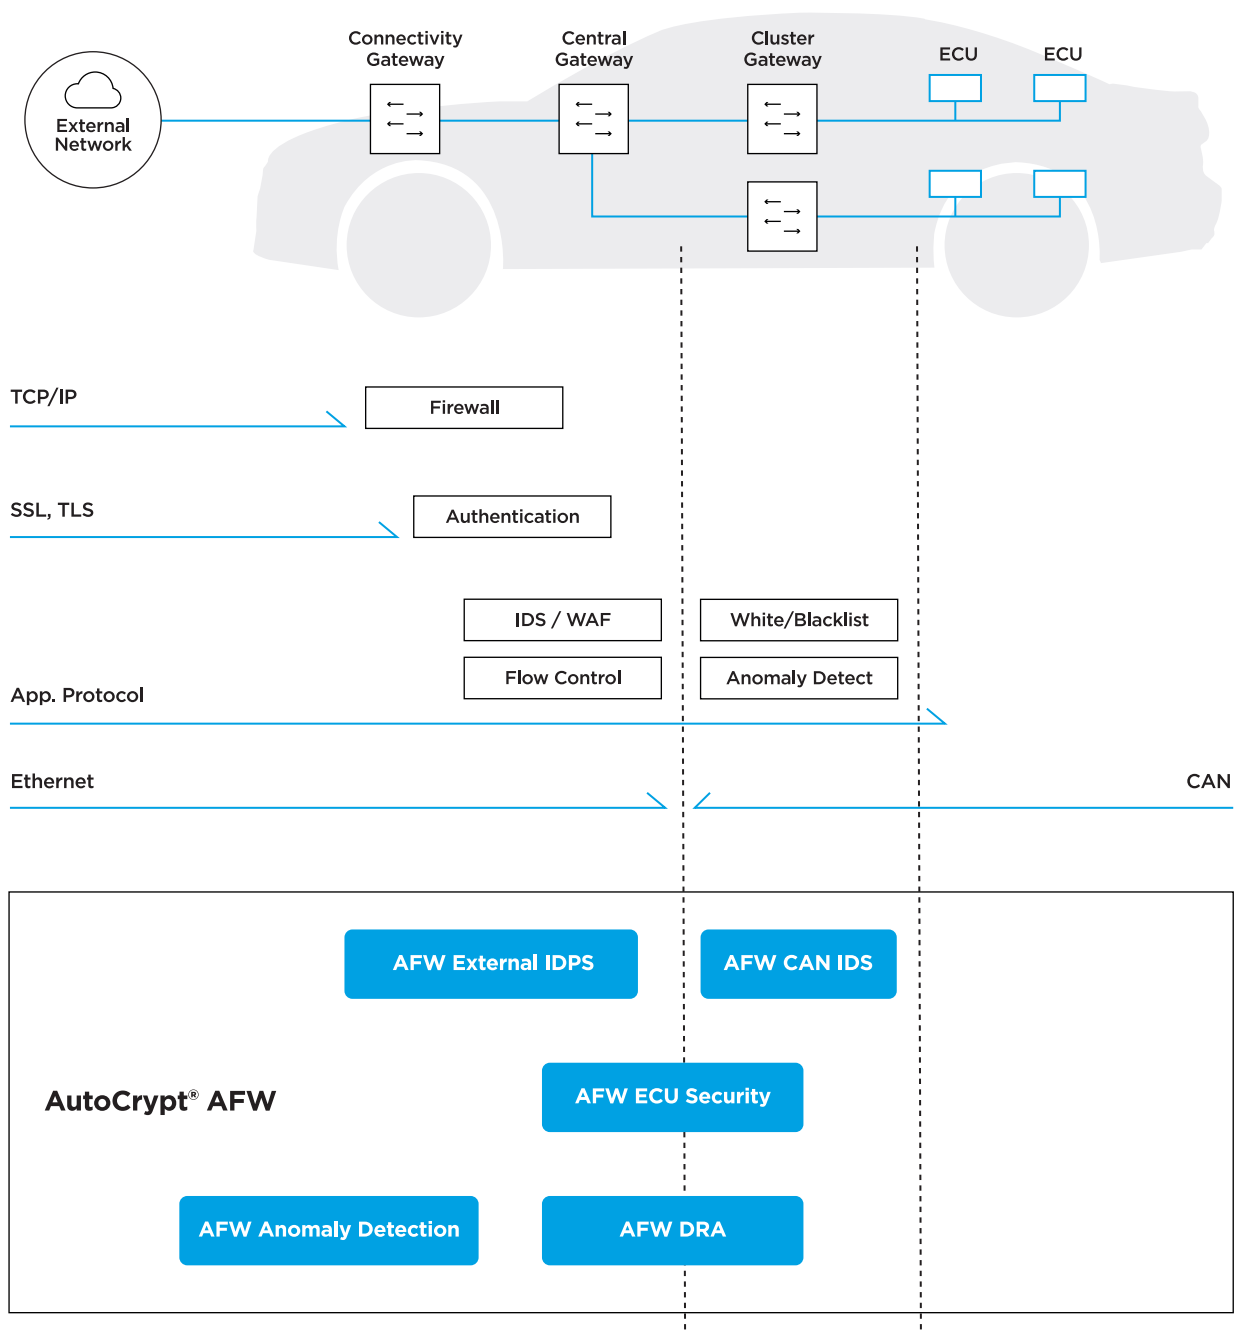 Connectivity
Gateway
Central
Gateway
Cluster
Gateway
ECU
ECU
External
Network
TCP/IP
Firewall
SSL, TLS
Authentication
IDS / WAF
White/Blacklist
Flow Control
Anomaly Detect
App. Protocol
Ethernet
CAN
AFW External IDPS
AFW CAN IDS
AutoCrypt® AFW
AFW ECU Security
AFW Anomaly Detection
AFW DRA